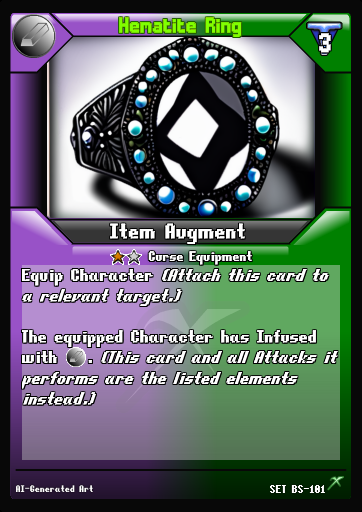 Hematite Ring
3
Item Augment
Curse Equipment
Equip Character (Attach this card to
a relevant target.)
The equipped Character has Infused
with . (This card and all Attacks it
performs are the listed elements
instead.)
AI-Generated Art
SET BS-101